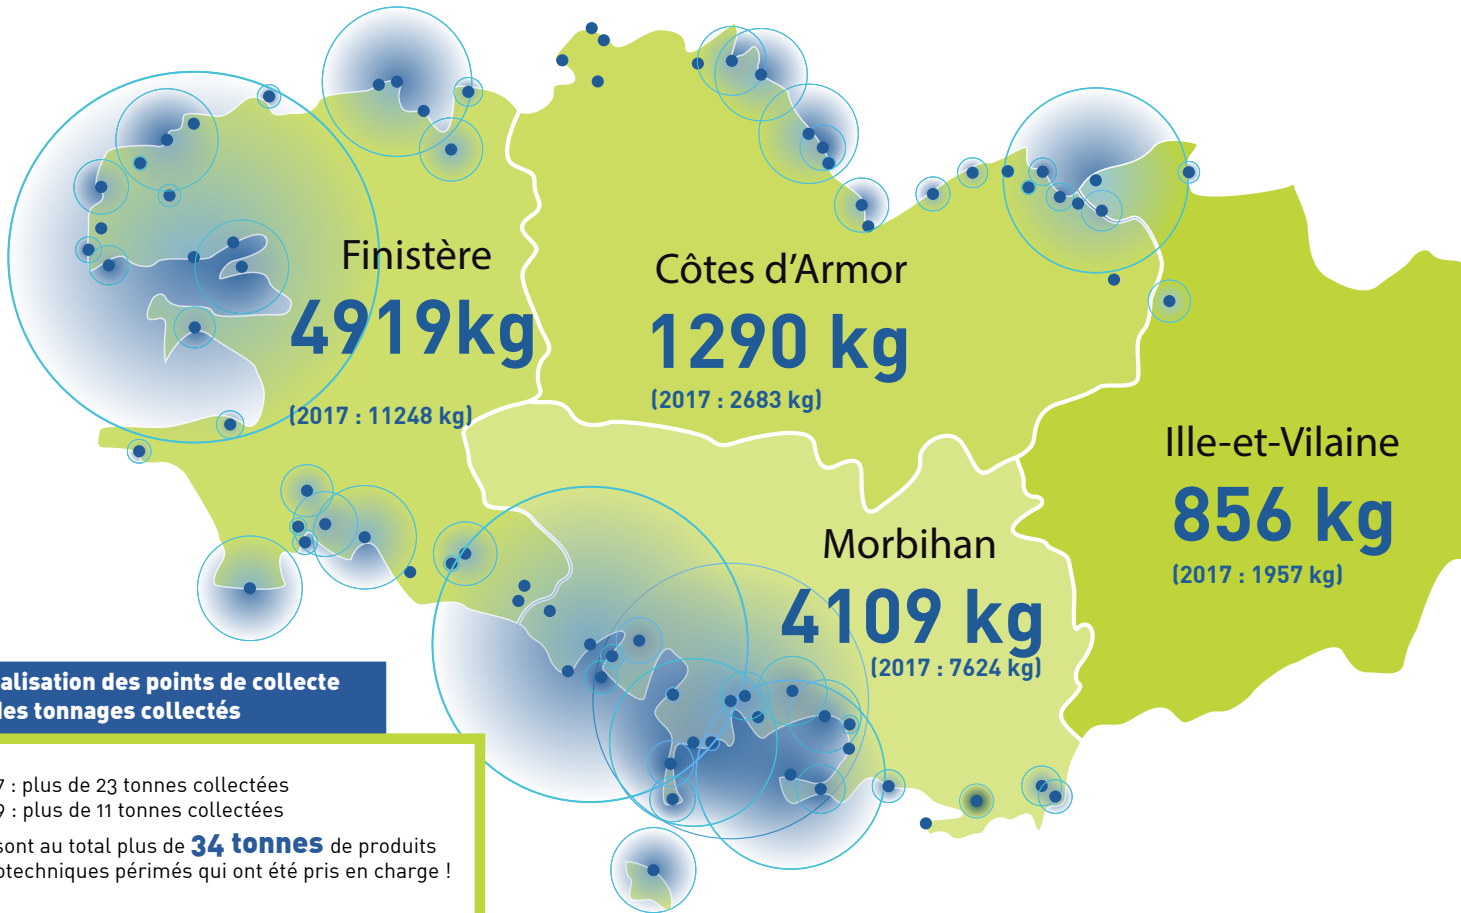 Finistère
4919kg
(2017 : 11248 kg)
Côtes d'Armor
1290 kg
(2017 : 2683 kg)
Ille-et-Vilaine
856 kg
(2017 : 1957 kg)
Morbihan
4109 kg
(2017 : 7624 kg)
alisation des points de collecte
les tonnages collectés
7 : plus de 23 tonnes collectées
9 : plus de 11 tonnes collectées
sont au total plus de 34 tonnes de produits
otechniques périmés qui ont été pris en charge !